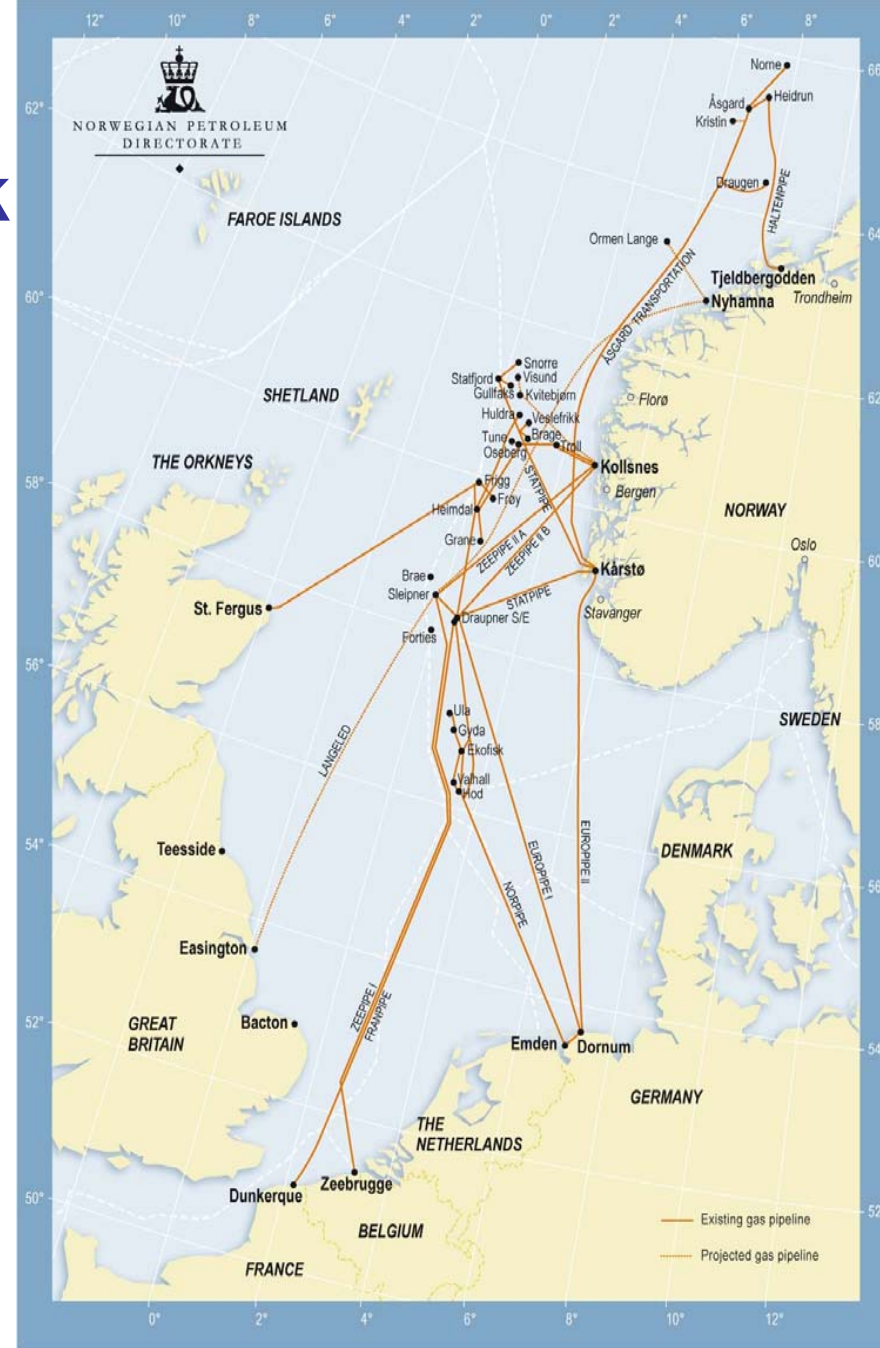 12° 10° 8° 6° 4° 2° 0° 2° 4° 6° 8°
NORWEGIAN PETROLEUM
DIRECTORATE
K
62°
60°
58°
56°
54°
52°
50°
66
64
62
60
58
56
54
52
Norne
Åsgard
Heidrun
Kristin
Draugen
HALTENPIPE
FAROE ISLANDS
Ormen Lange
ÅSGARD TRANSPORTATION
Tjeldbergodden
Nyhamna
Trondheim
Snorre
Statfjord
Visund
Gullfaks
Kvitebjørn
SHETLAND
Florø
Huldra
Veslefrikk
Tune
Brage
Oseberg
Troll
THE ORKNEYS
Kollsnes
STATPIPE
Frigg
Bergen
Frøy
Heimdal
NORWAY
Grane
ZEEPIPE II A
ZEEPIPE II B
Oslo
Brae
Kårstø
Sleipner
STATPIPE
St. Fergus
Stavanger
Draupner S/E
Forties
Ula
SWEDEN
Gyda
LANGELED
Ekofisk
Valhall
Hod
Teesside
EUROPIPE I
EUROPIPE II
DENMARK
NORPIPE
Easington
ZEEPIPE I
FRANPIPE
GREAT
BRITAIN
Bacton
Emden
Dornum
GERMANY
THE
NETHERLANDS
Dunkerque
Zeebrugge
BELGIUM
FRANCE
Existing gas pipeline
Projected gas pipeline
0° 2° 4° 6° 8° 10° 12°